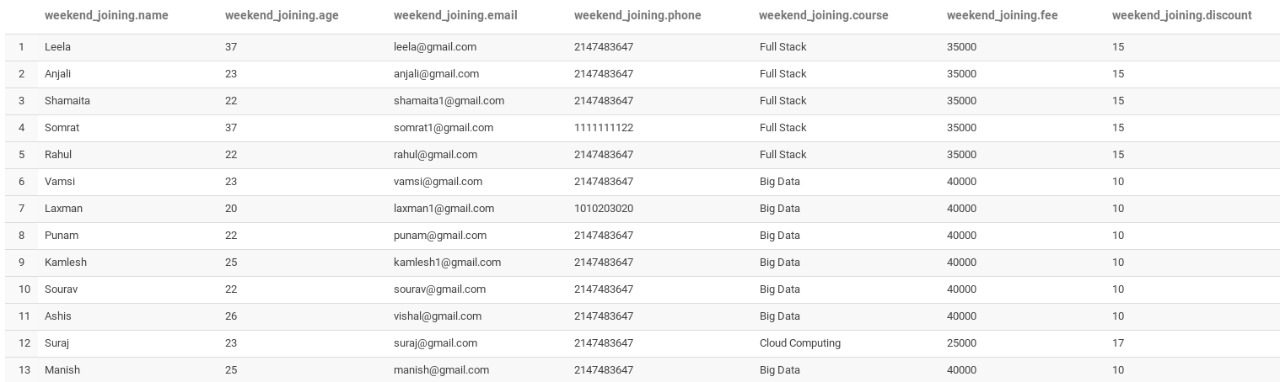 weekend_joining.name weekend_joining.age weekend_joining.email weekend_joining.phone weekend_joining.course weekend_joining.fee weekend_joining.discount
1 Leela 37 leela@gmail.com 2147483647 Full Stack 35000 15
2 Anjali 23 anjali@gmail.com 2147483647 Full Stack 35000 15
3 Shamaita 22 shamaita1@gmail.com 2147483647 Full Stack 35000 15
4 Somrat 37 somrat1@gmail.com 1111111122 Full Stack 35000 15
5 Rahul 22 rahul@gmail.com 2147483647 Full Stack 35000 15
6 Vamsi 23 vamsi@gmail.com 2147483647 Big Data 40000 10
7 Laxman 20 laxman1@gmail.com 1010203020 Big Data 40000 10
8 Punam 22 punam@gmail.com 2147483647 Big Data 40000 10
9 Kamlesh 25 kamlesh1@gmail.com 2147483647 Big Data 40000 10
10 Sourav 22 sourav@gmail.com 2147483647 Big Data 40000 10
11 Ashis 26 vishal@gmail.com 2147483647 Big Data 40000 10
12 Suraj 23 suraj@gmail.com 2147483647 Cloud Computing 25000 17
13 Manish 25 manish@gmail.com 2147483647 Big Data 40000 10